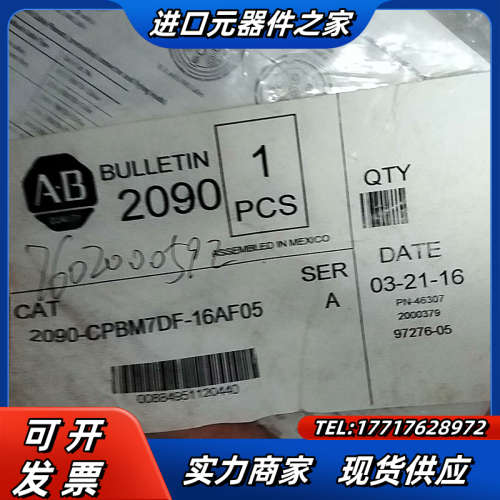 进口元器件之家
A-B
QUALITY
BULLETIN
2090
1
PCS
ASSEMBLED IN MEXICO
7602000592
CAT
2090-CPBM7DF-16AF05
SER
A
00884951120440
QTY
DATE
03-21-16
PN-46307
2000379
97276-05
TEL:17717628972
可开
发票
实力商家
现货供应